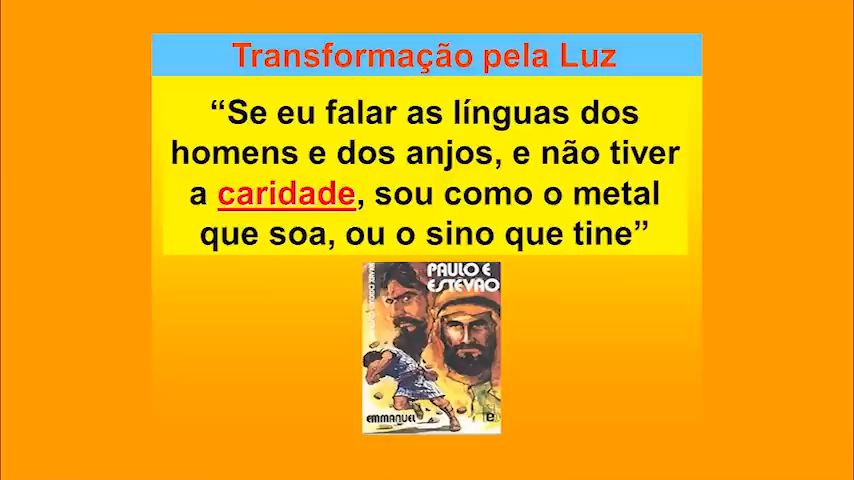 Transformação pela Luz
“Se eu falar as línguas dos
homens e dos anjos, e não tiver
a caridade, sou como o metal
que soa, ou o sino que tine”
PAULO E
ESTEVÃO
EMMANUEL